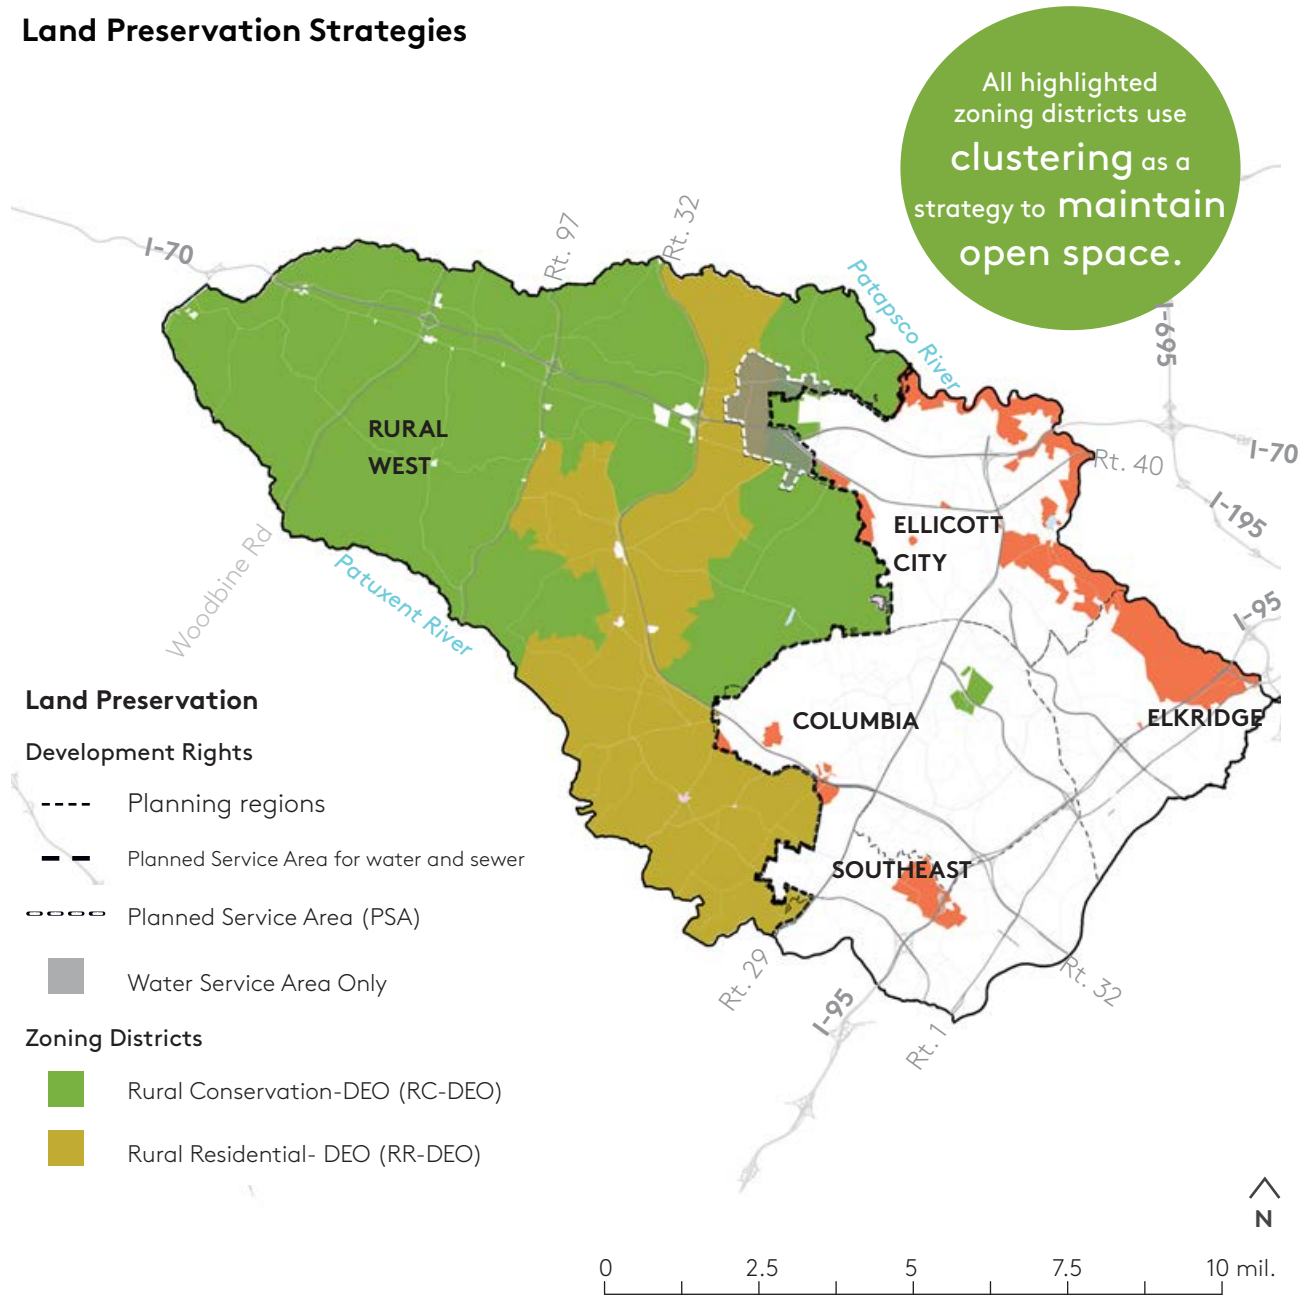 Land Preservation Strategies
All highlighted
zoning districts use
clustering as a
strategy to maintain
open space.
I-70
Rt. 97
Rt. 32
Patapsco River
I-695
I-70
Rt. 40
I-195
I-95
RURAL
WEST
ELLICOTT
CITY
Woodbine Rd
Patuxent River
COLUMBIA
ELKRIDGE
SOUTHEAST
Rt. 29
I-95
Rt. 1
Rt. 32
Land Preservation
Development Rights
Planning regions
Planned Service Area for water and sewer
Planned Service Area (PSA)
Water Service Area Only
Zoning Districts
Rural Conservation-DEO (RC-DEO)
Rural Residential- DEO (RR-DEO)
N
0 2.5 5 7.5 10 mil.